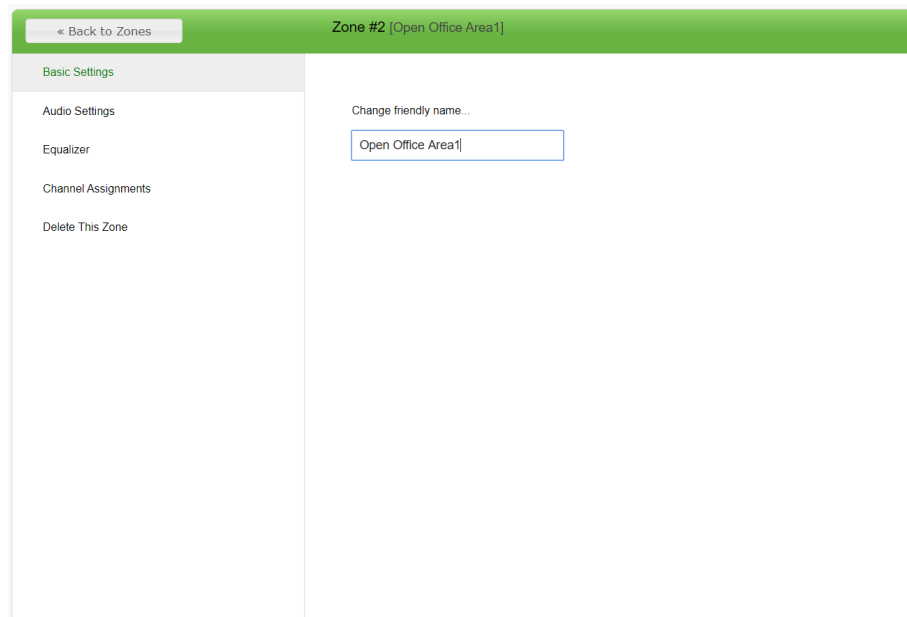 « Back to Zones
Zone #2 [Open Office Area1]
Basic Settings
Audio Settings
Equalizer
Channel Assignments
Delete This Zone
Change friendly name...
Open Office Area1